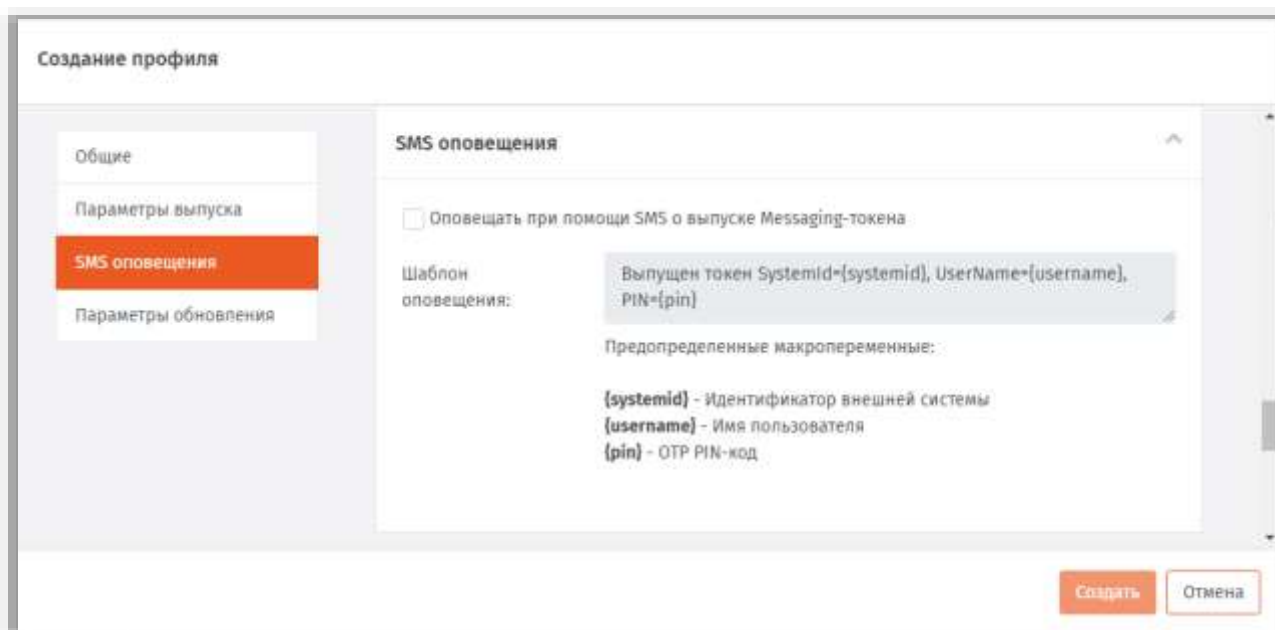 Создание профиля
Общие
Параметры выпуска
SMS оповещения
Параметры обновления
SMS оповещения
Оповещать при помощи SMS о выпуске Messaging-токена
Шаблон
оповещения:
Выпущен токен SystemId={systemid}, UserName={username},
PIN={pin}
Предопределенные макропеременные:
{systemid} - Идентификатор внешней системы
{username} - Имя пользователя
{pin} - OTP PIN-код
Создать
Отмена